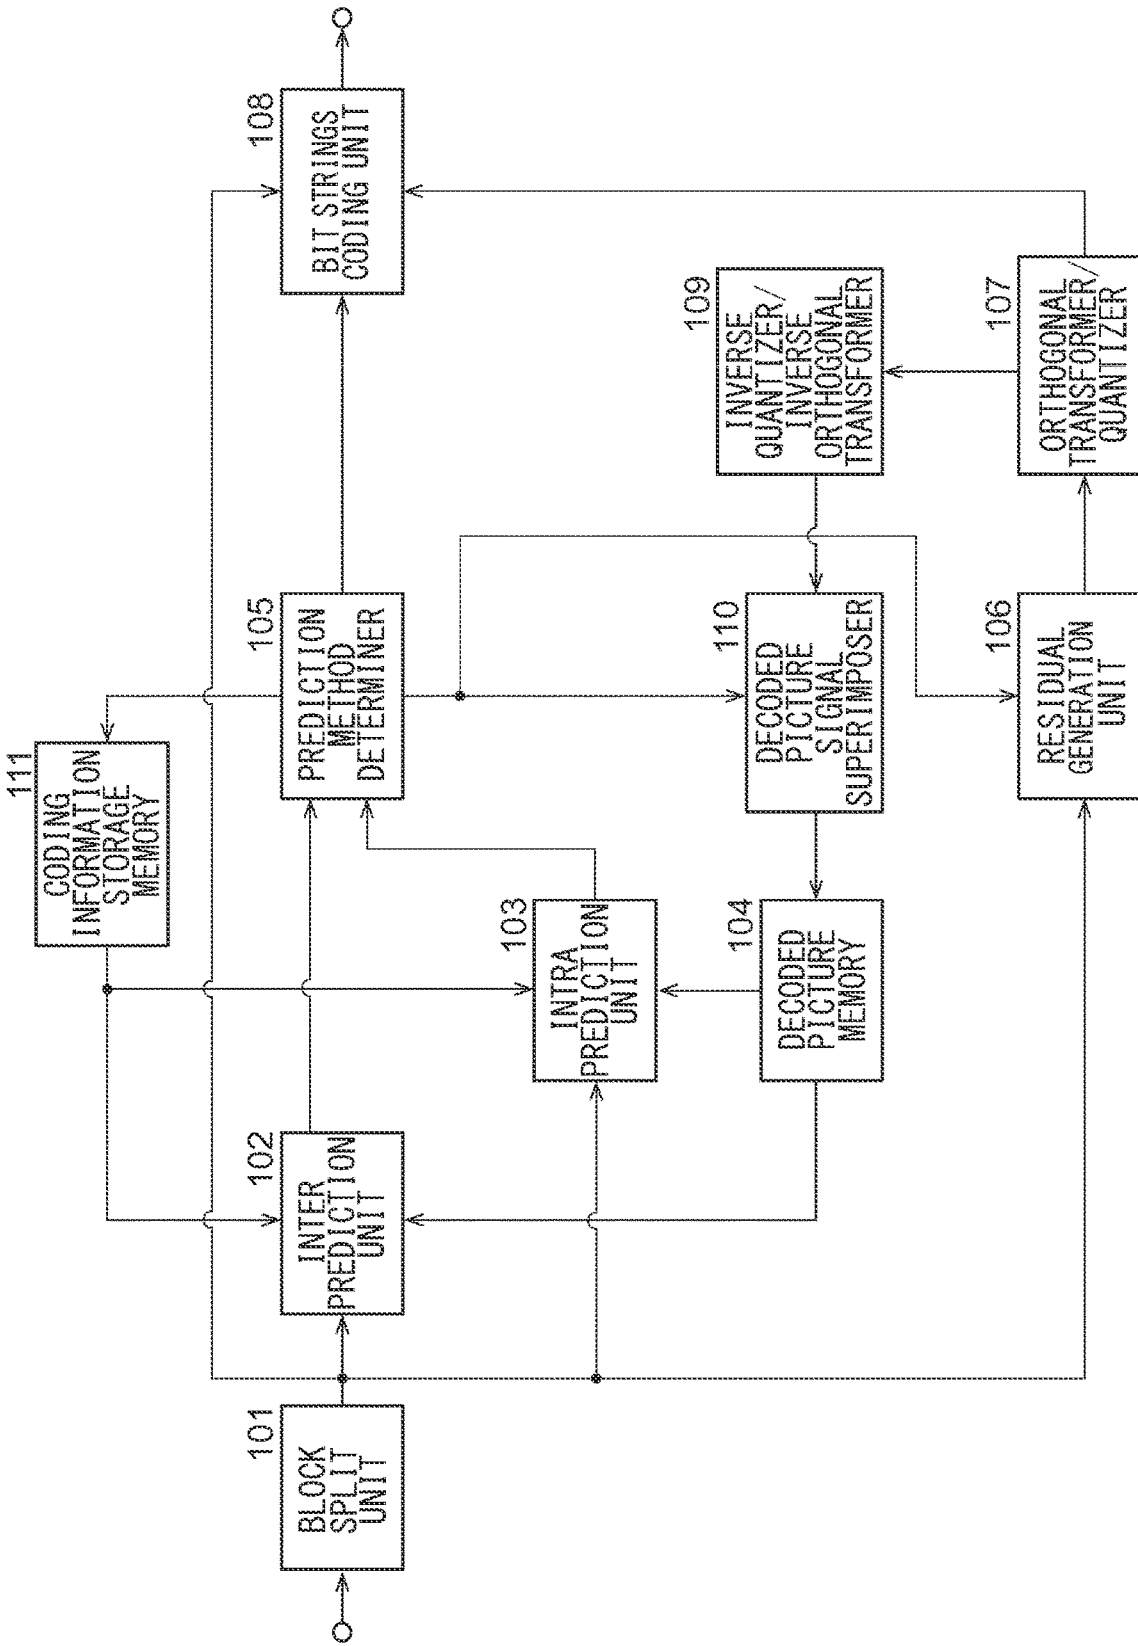 111
CODING
INFORMATION
STORAGE
MEMORY
101
BLOCK
SPLIT
UNIT
102
INTER
PREDICTION
UNIT
105
PREDICTION
METHOD
DETERMINER
108
BIT STRINGS
CODING UNIT
103
INTRA
PREDICTION
UNIT
104
DECODED
PICTURE
MEMORY
110
DECODED
PICTURE
SIGNAL
SUPERIMPOSER
109
INVERSE
QUANTIZER/
INVERSE
ORTHOGONAL
TRANSFORMER
106
RESIDUAL
GENERATION
UNIT
107
ORTHOGONAL
TRANSFORMER/
QUANTIZER